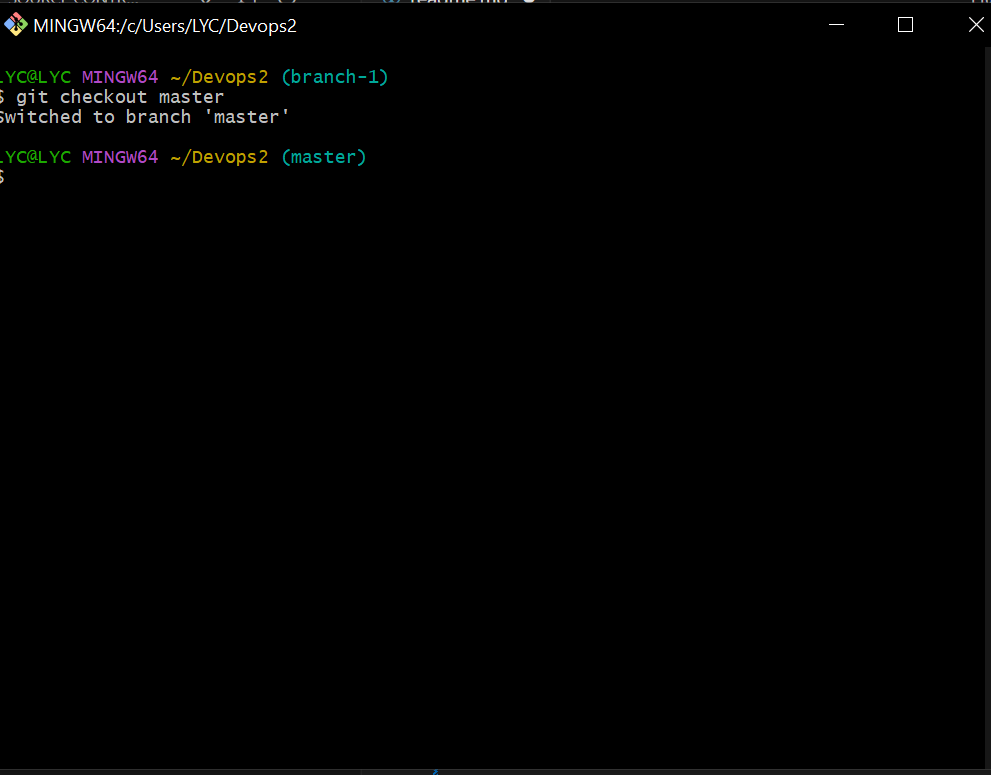 MINGW64:/c/Users/LYC/Devops2
LYC@LYC MINGW64 ~/Devops2 (branch-1)
$ git checkout master
Switched to branch 'master'
LYC@LYC MINGW64 ~/Devops2 (master)
$